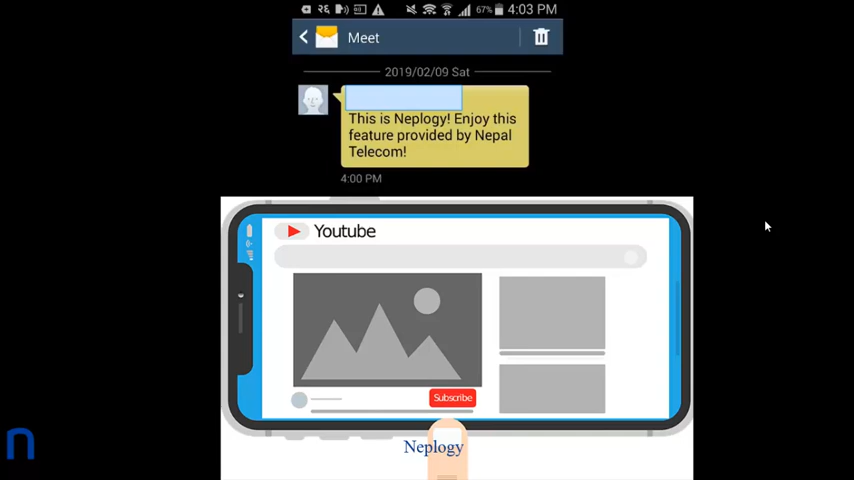 २६ 67% 4:03 PM
Meet
2019/02/09 Sat
This is Neplogy! Enjoy this
feature provided by Nepal
Telecom!
4:00 PM
Youtube
Subscribe
Neplogy
n